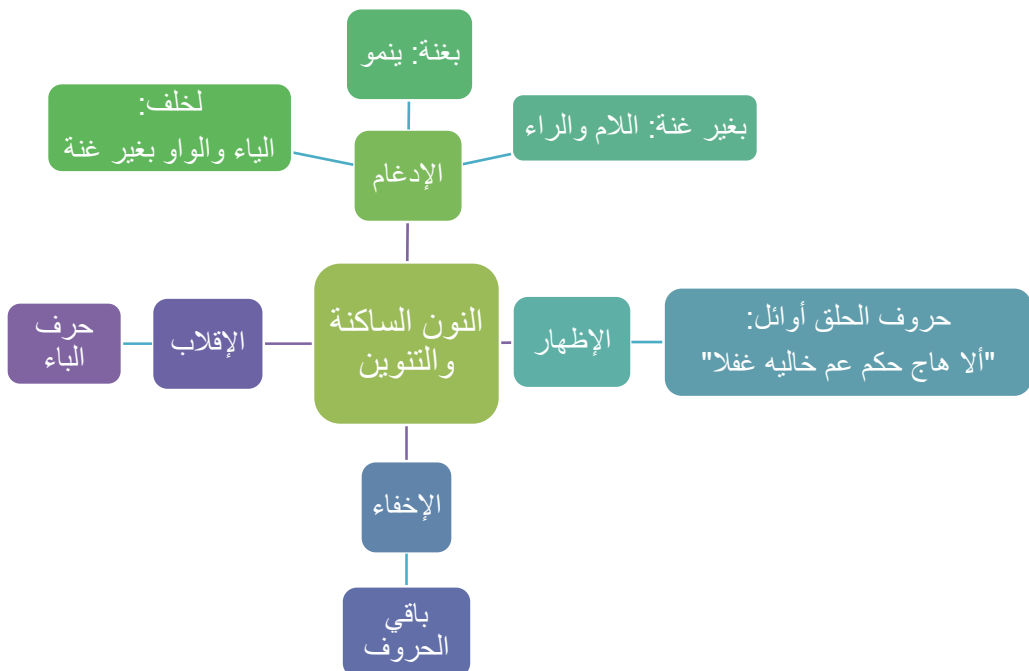 بغنة: ينمو
لخلف:
الياء والواو بغير غنة
بغير غنة: اللام والراء
الإدغام
النون الساكنة
والتنوين
الإظهار
حروف الحلق أوائل:
"ألا هاج حكم عم خاليه غفلا"
الإقلاب
حرف
الباء
الإخفاء
باقي
الحروف